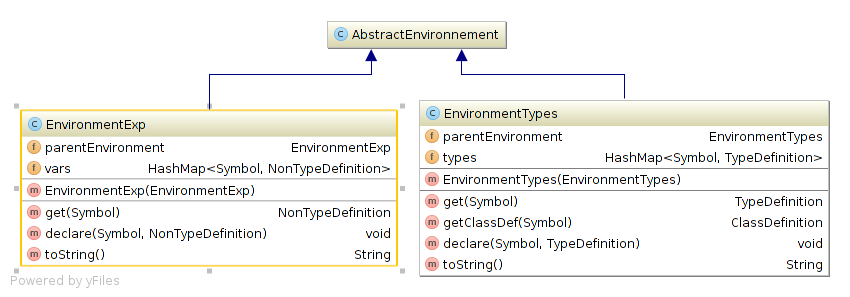 C AbstractEnvironnement
C EnvironmentExp
f parentEnvironment EnvironmentExp
f vars HashMap<Symbol, NonTypeDefinition>
m EnvironmentExp(EnvironmentExp)
m get(Symbol) NonTypeDefinition
m declare(Symbol, NonTypeDefinition) void
m toString() String
C EnvironmentTypes
f parentEnvironment EnvironmentTypes
f types HashMap<Symbol, TypeDefinition>
m EnvironmentTypes(EnvironmentTypes)
m get(Symbol) TypeDefinition
m getClassDef(Symbol) ClassDefinition
m declare(Symbol, TypeDefinition) void
m toString() String
Powered by yFiles